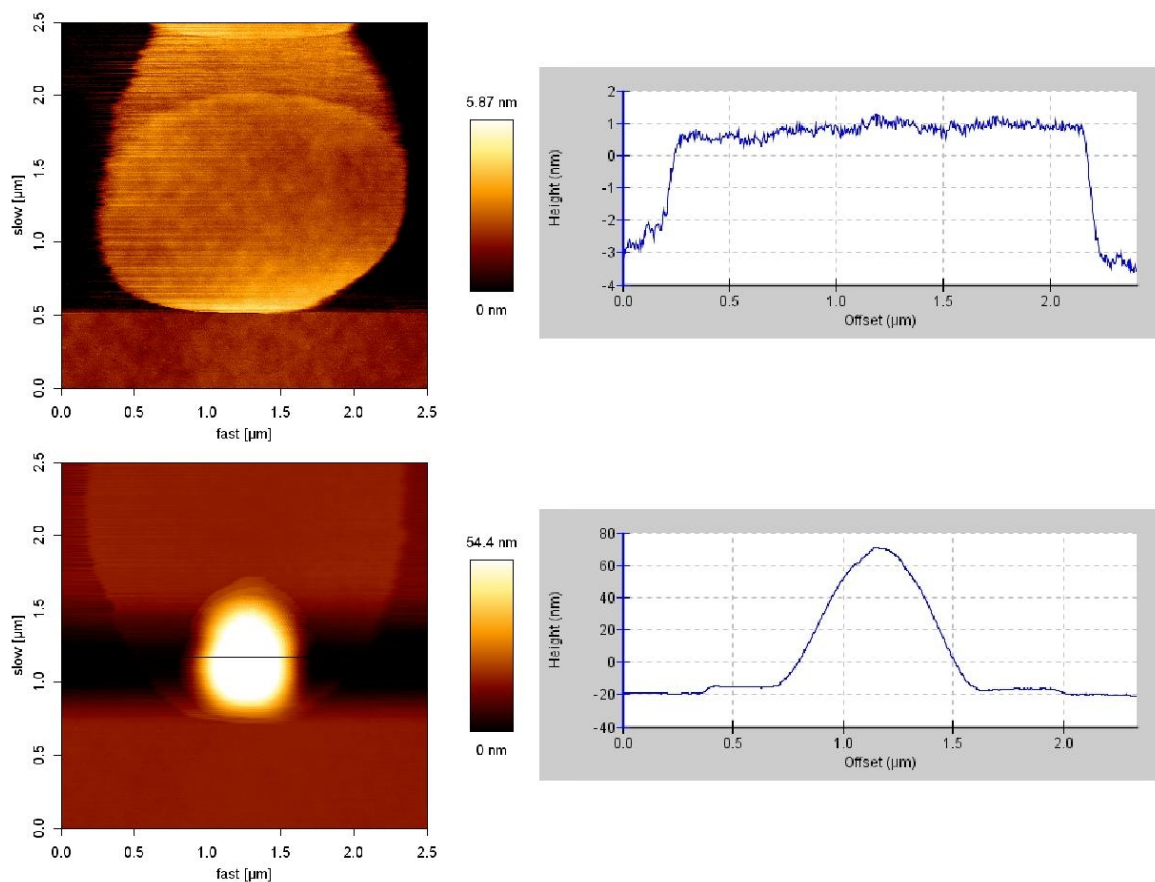 2.5
2.0
1.5
1.0
0.5
0.0
slow [µm]
0.0 0.5 1.0 1.5 2.0 2.5
fast [µm]
5.87 nm
0 nm
2
1
0
-1
-2
-3
-4
Height (nm)
0.0 0.5 1.0 1.5 2.0
Offset (µm)
2.5
2.0
1.5
1.0
0.5
0.0
slow [µm]
0.0 0.5 1.0 1.5 2.0 2.5
fast [µm]
54.4 nm
0 nm
80
60
40
20
0
-20
-40
Height (nm)
0.0 0.5 1.0 1.5 2.0
Offset (µm)